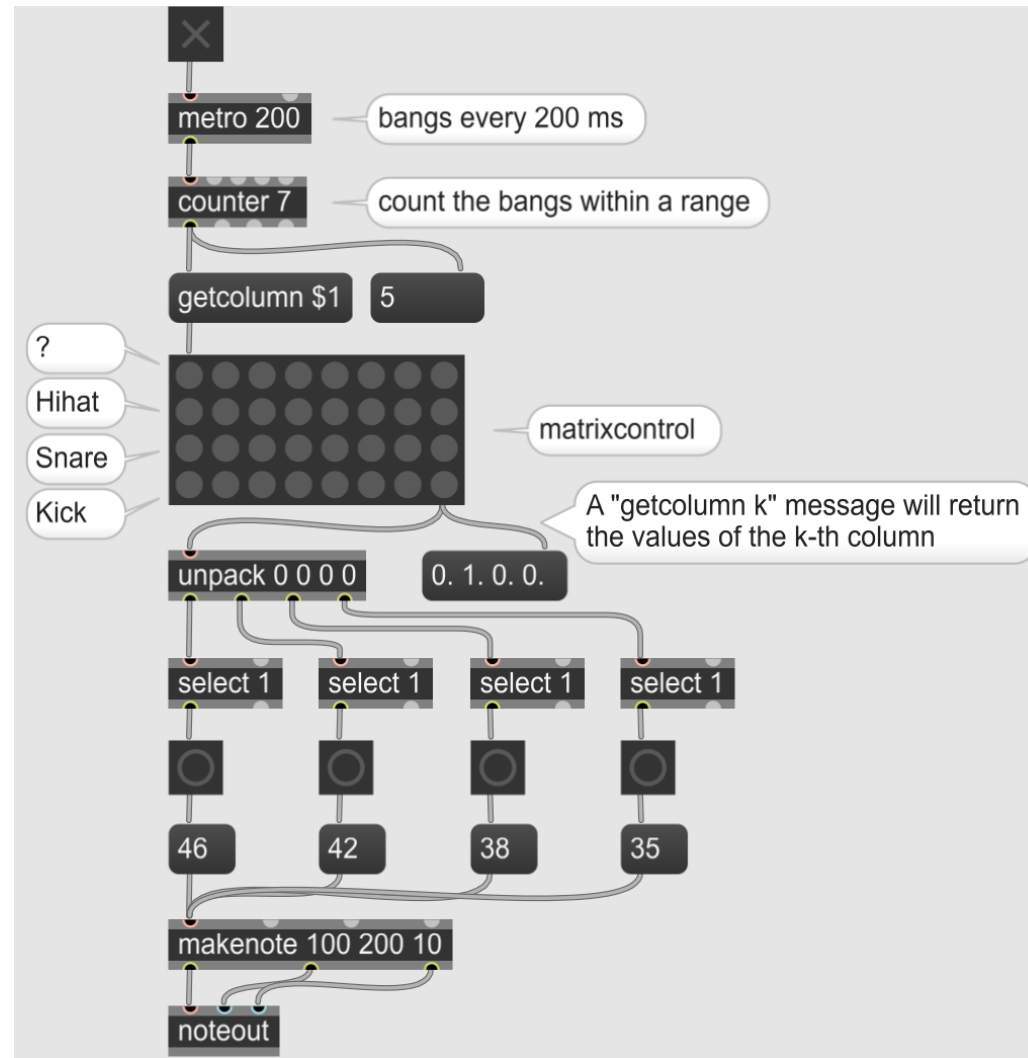 metro 200
bangs every 200 ms
counter 7
count the bangs within a range
getcolumn $1
5
?
Hihat
Snare
Kick
matrixcontrol
A "getcolumn k" message will return
the values of the k-th column
unpack 0 0 0 0
0. 1. 0. 0.
select 1
select 1
select 1
select 1
46
42
38
35
makenote 100 200 10
noteout